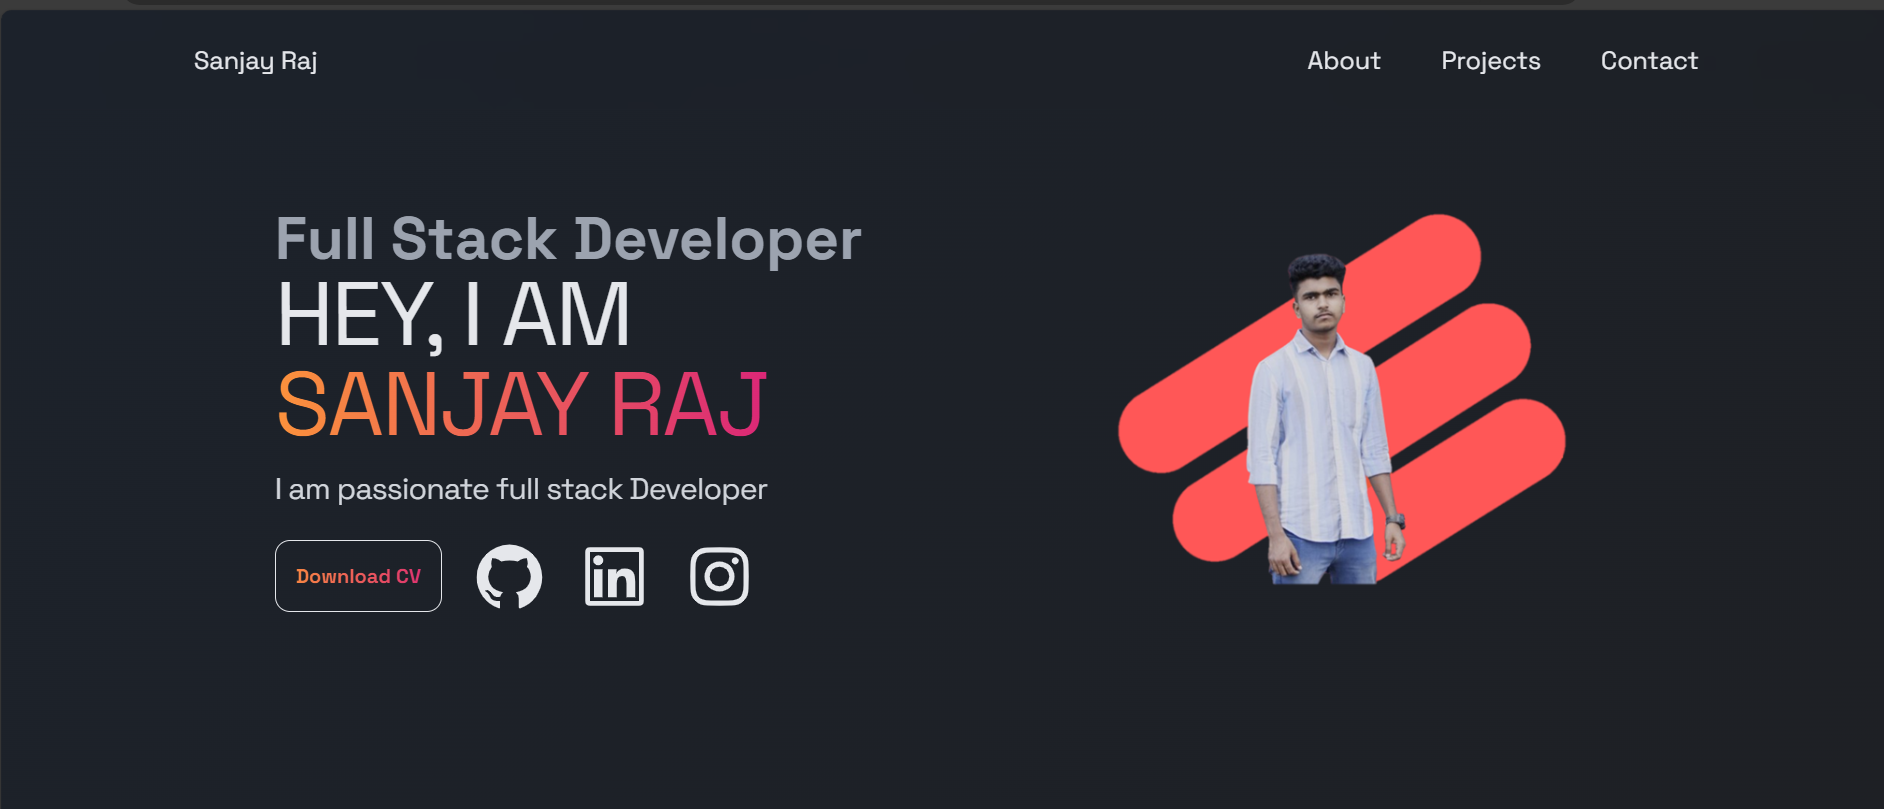 Sanjay Raj
About Projects Contact
Full Stack Developer
HEY, I AM
SANJAY RAJ
I am passionate full stack Developer
Download CV
in